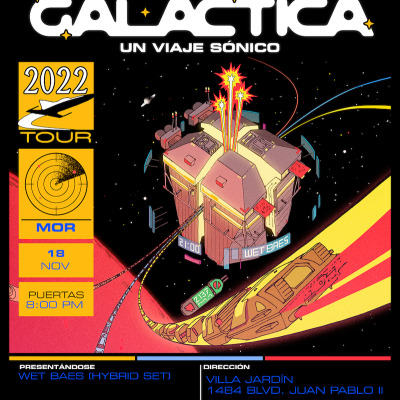 GALACTICA
UN VIAJE SÓNICO
2022
TOUR
MOR
18
NOV
PUERTAS
8:00 PM
21:00
WET BAES
PRESENTÁNDOSE
WET BAES (HYBRID SET)
DIRECCIÓN
VILLA JARDÍN
1484 BLVD. JUAN PABLO II